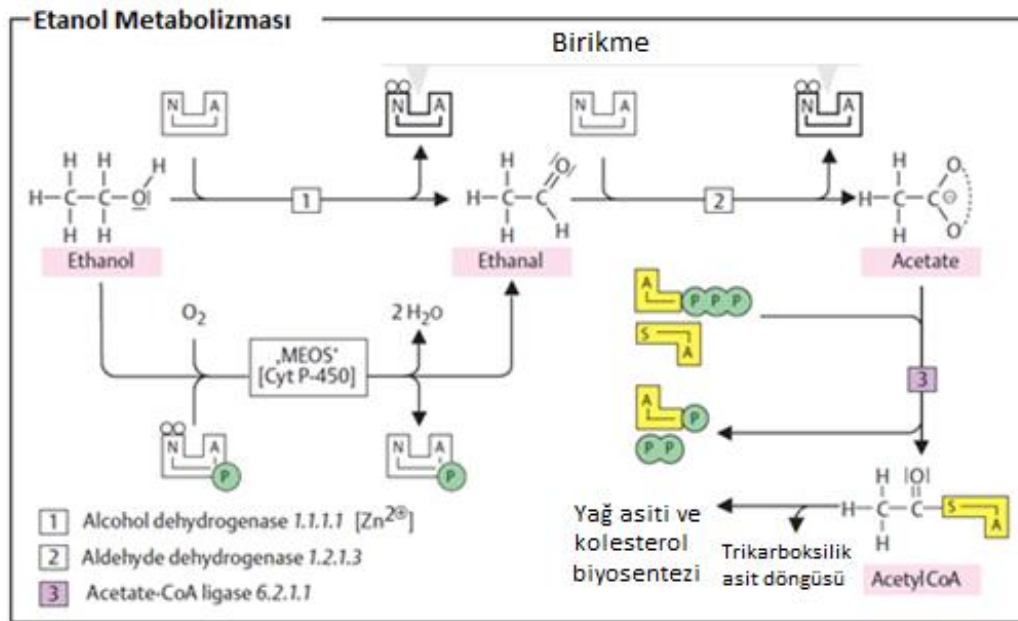 Etanol Metabolizması
Birikme
N A
N A
N A
N A
H H H
H–C–C–O|
H H
H |O|
H–C–C
H H
H O
H–C–C ⊖
H O
1
2
Ethanol
Ethanal
Acetate
O2
2 H2O
„MEOS"
[Cyt P-450]
N A P
N A P
A P P P
S A
3
A P
P P
1 Alcohol dehydrogenase 1.1.1.1 [Zn2⊕]
2 Aldehyde dehydrogenase 1.2.1.3
3 Acetate-CoA ligase 6.2.1.1
Yağ asiti ve
kolesterol
biyosentezi
Trikarboksilik
asit döngüsü
H |O|
H–C–C–S A
H
Acetyl CoA